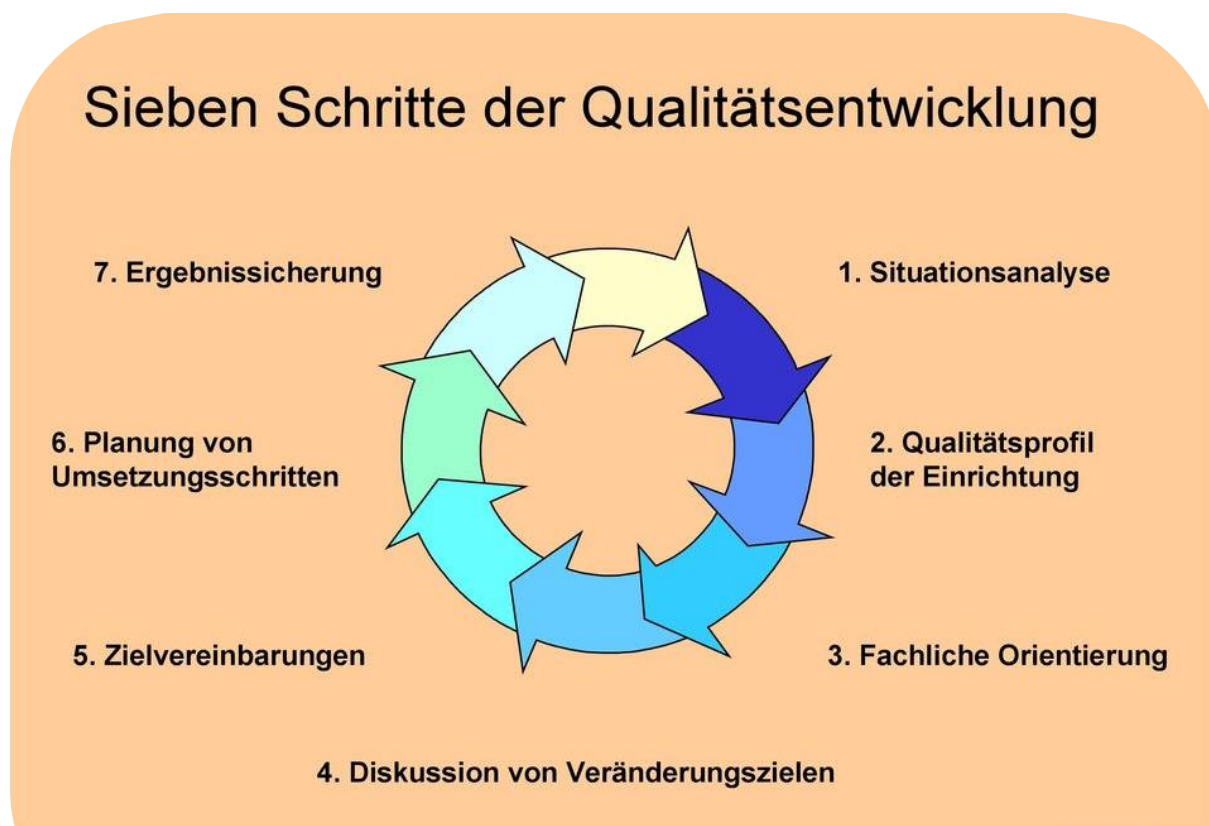 Sieben Schritte der Qualitätsentwicklung
1. Situationsanalyse
2. Qualitätsprofil
der Einrichtung
3. Fachliche Orientierung
4. Diskussion von Veränderungszielen
5. Zielvereinbarungen
6. Planung von
Umsetzungsschritten
7. Ergebnissicherung